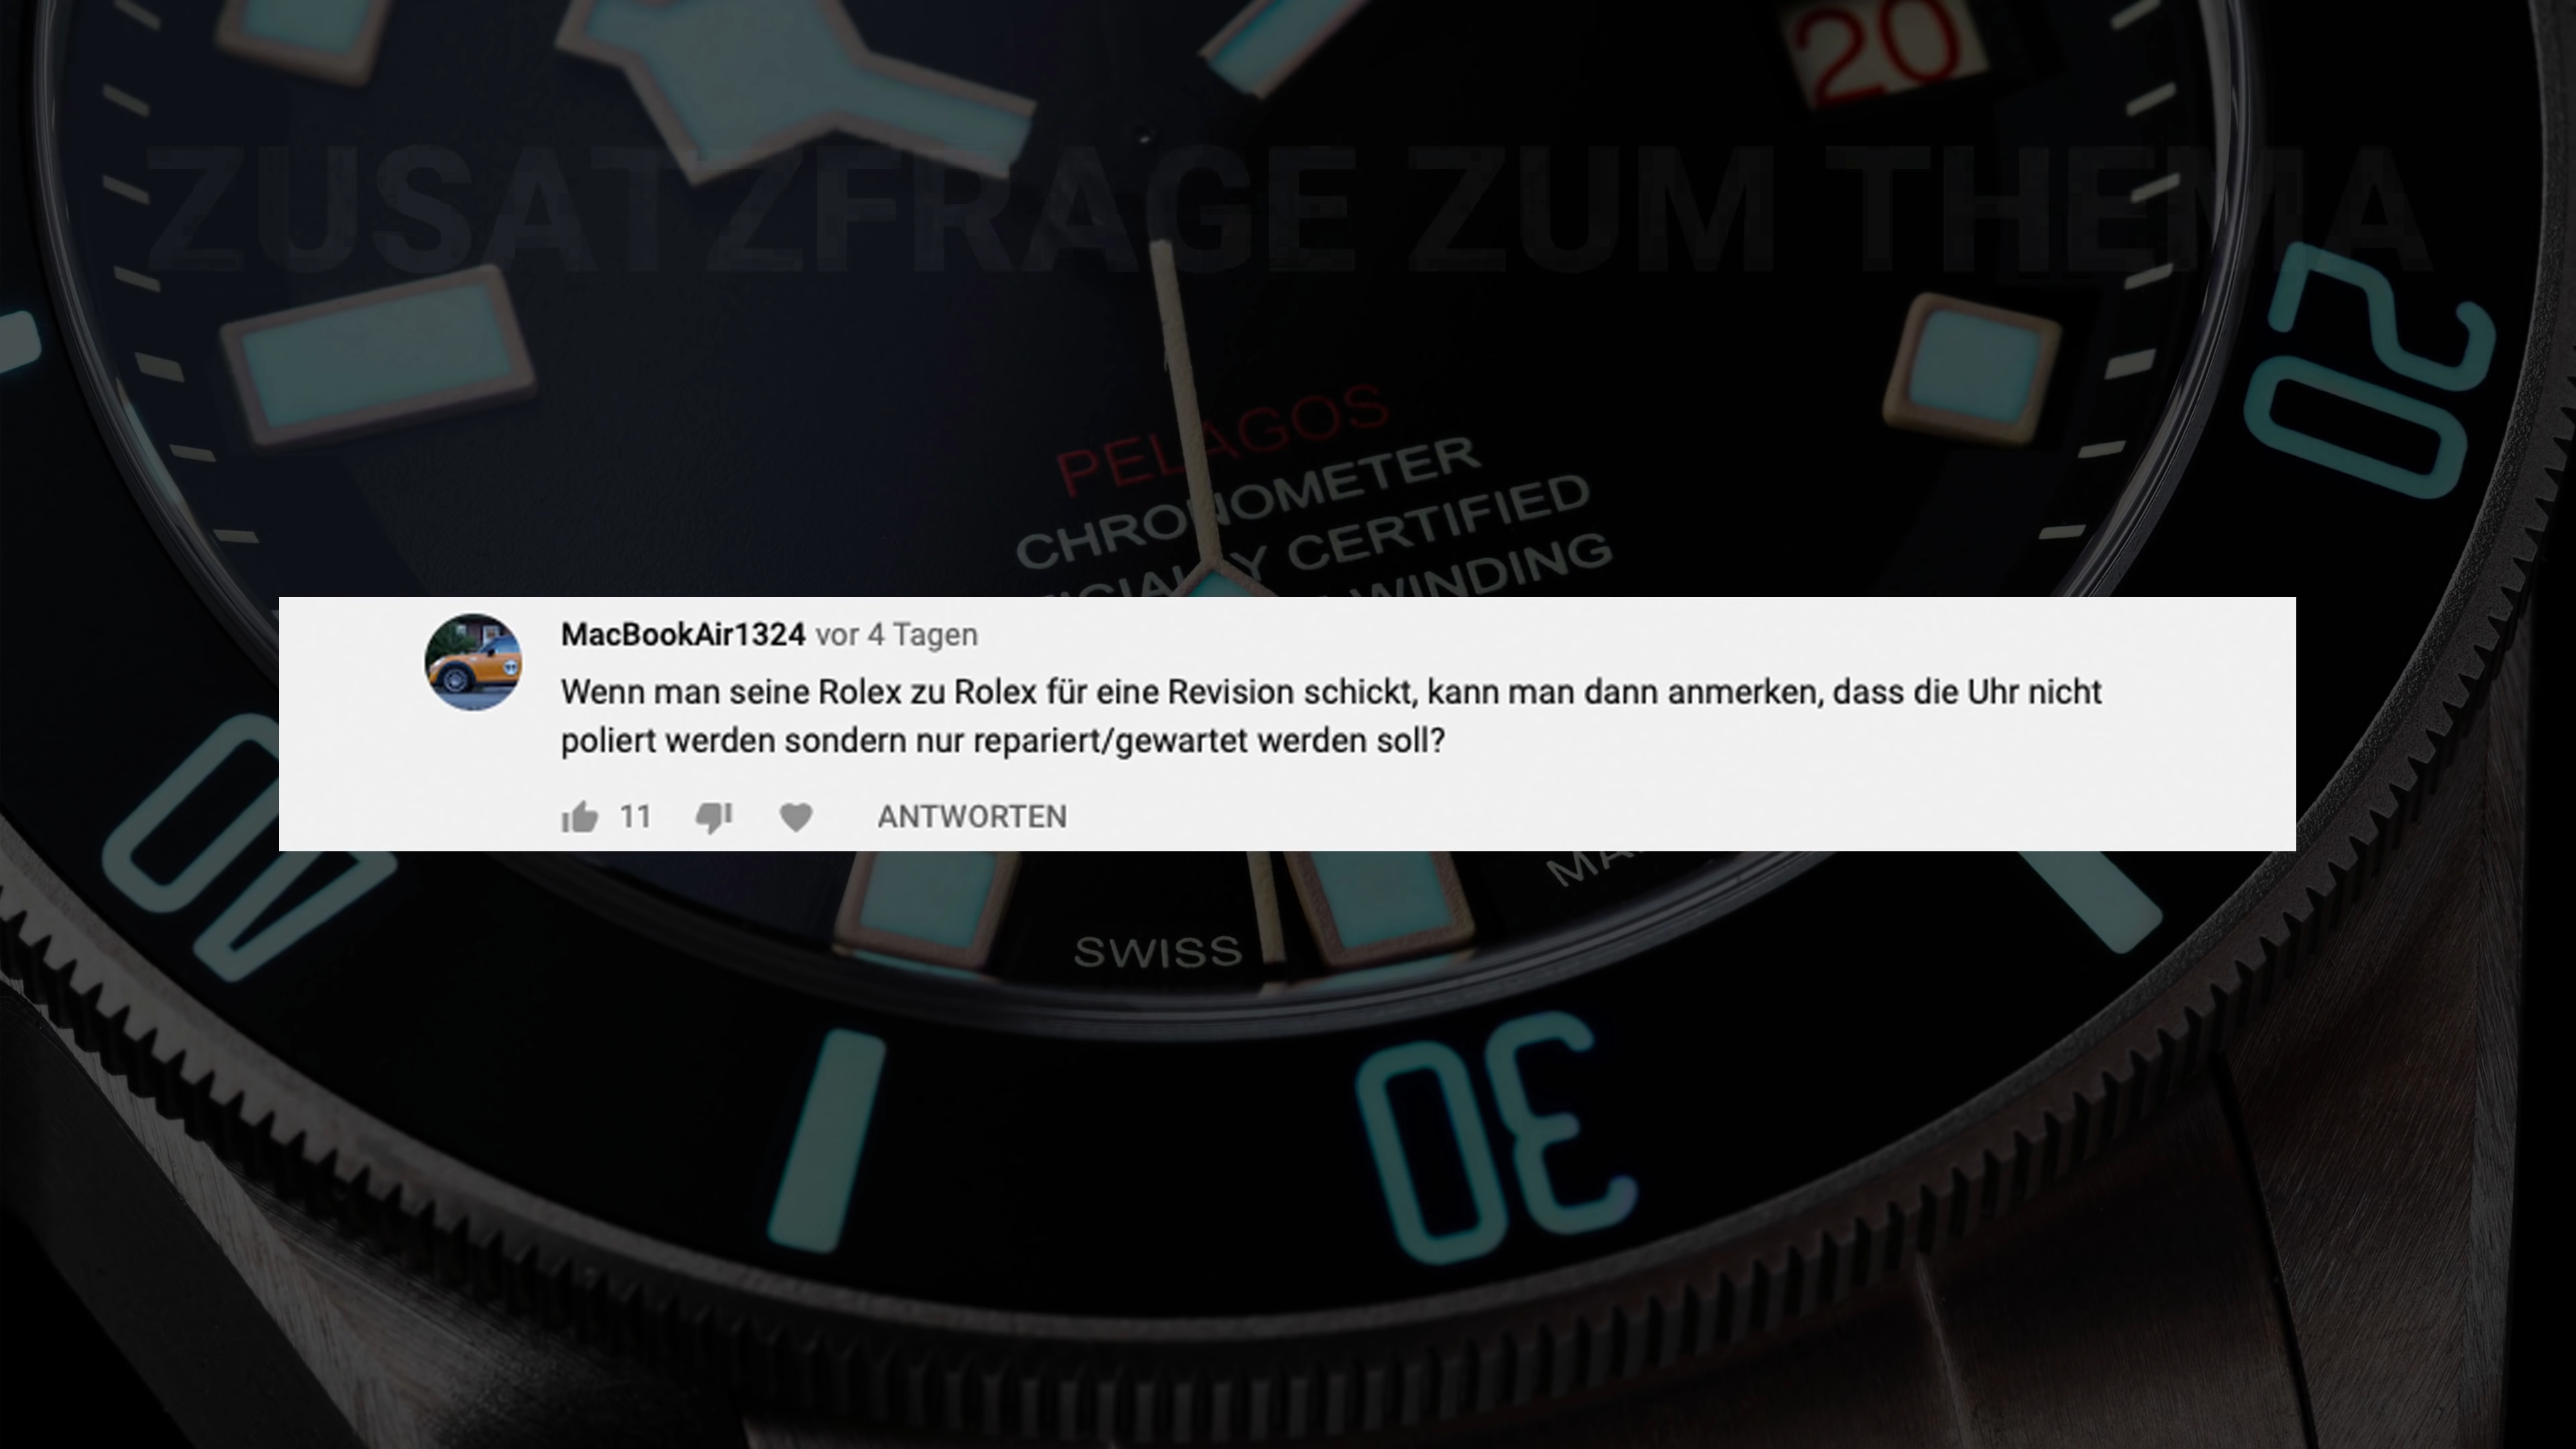 20
ZUSATZFRAGE ZUM THEMA
20
PELAGOS
CHRONOMETER
CERTIFIED
WINDING
MacBookAir1324 vor 4 Tagen
Wenn man seine Rolex zu Rolex für eine Revision schickt, kann man dann anmerken, dass die Uhr nicht
poliert werden sondern nur repariert/gewartet werden soll?
11 ANTWORTEN
40
SWISS
30